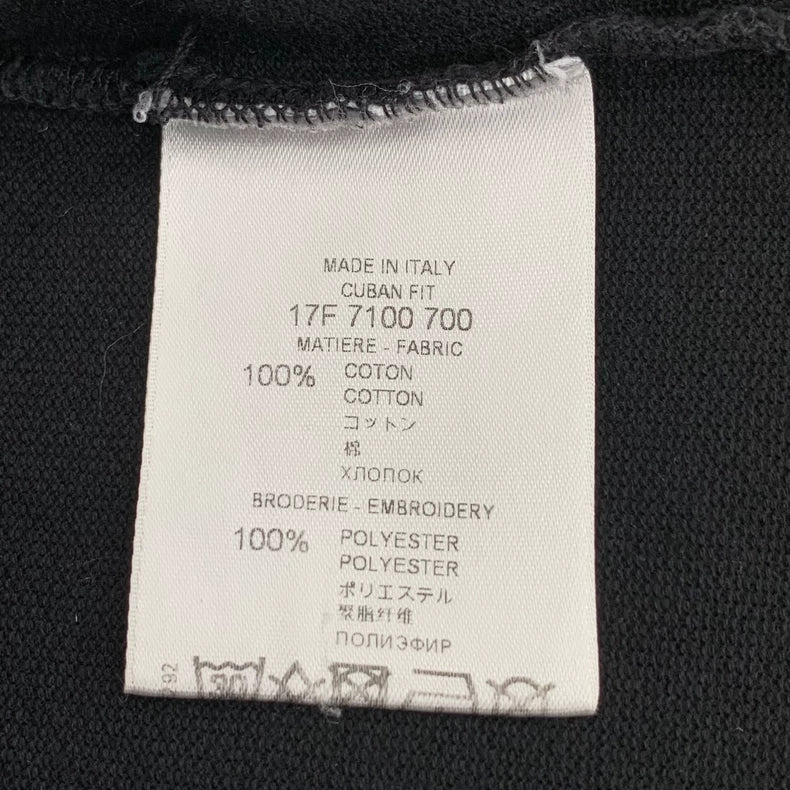 MADE IN ITALY
CUBAN FIT
17F 7100 700
MATIERE - FABRIC
100% COTON
COTTON
コットン
棉
ХЛОПОК
BRODERIE - EMBROIDERY
100% POLYESTER
POLYESTER
ポリエステル
聚脂纤维
ПОЛИЭФИР
30